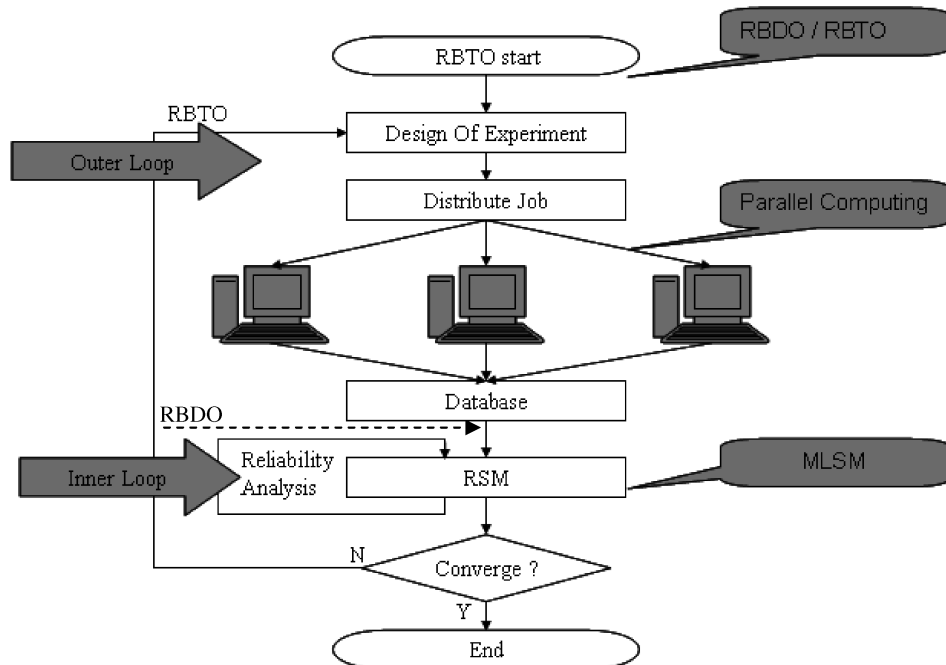 RBDO / RBTO
RBTO start
RBTO
Design Of Experiment
Outer Loop
Distribute Job
Parallel Computing
Database
RBDO
Reliability
Analysis
Inner Loop
RSM
MLSM
N
Converge ?
Y
End